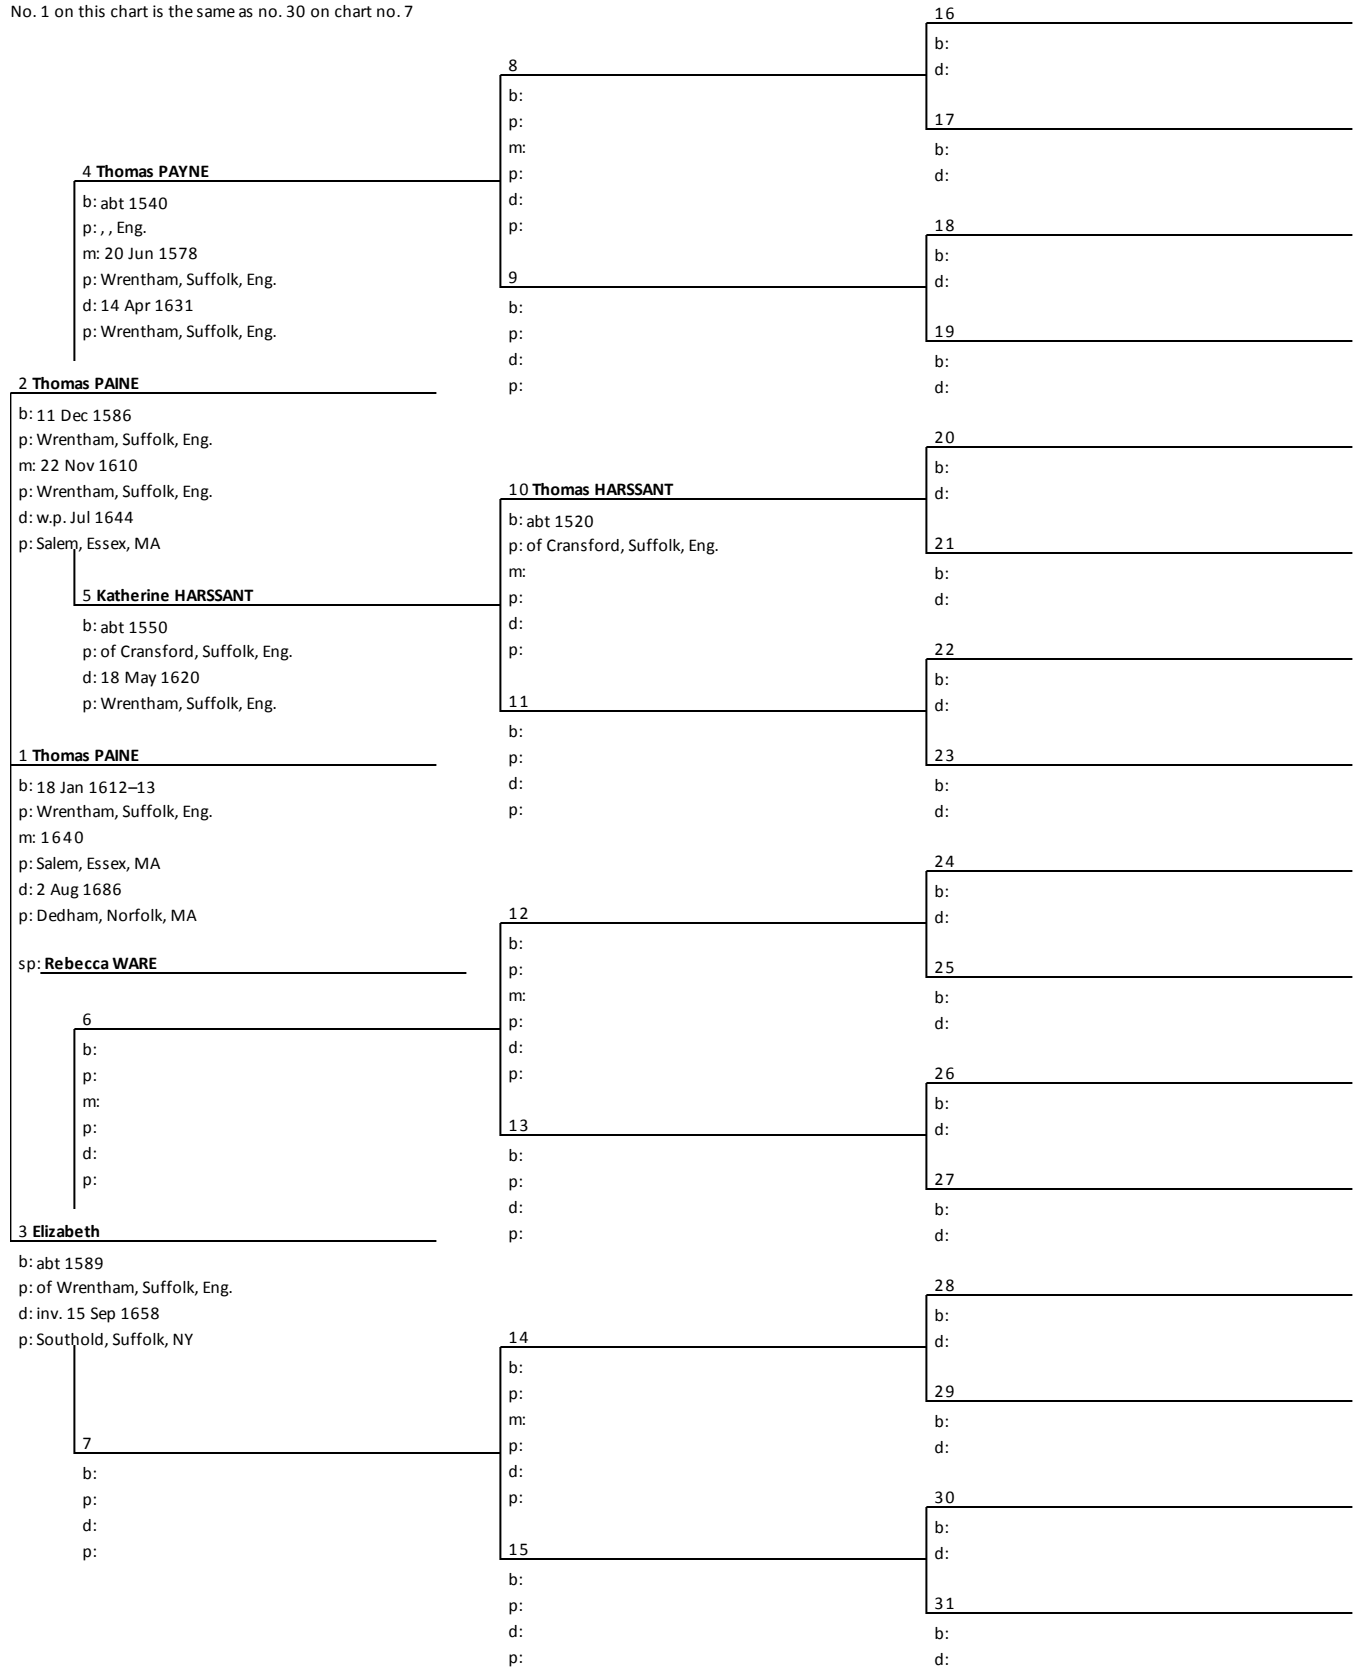 No. 1 on this chart is the same as no. 30 on chart no. 7
4 Thomas PAYNE
b: abt 1540
p: , , Eng.
m: 20 Jun 1578
p: Wrentham, Suffolk, Eng.
d: 14 Apr 1631
p: Wrentham, Suffolk, Eng.
2 Thomas PAINE
b: 11 Dec 1586
p: Wrentham, Suffolk, Eng.
m: 22 Nov 1610
p: Wrentham, Suffolk, Eng.
d: w.p. Jul 1644
p: Salem, Essex, MA
5 Katherine HARSSANT
b: abt 1550
p: of Cransford, Suffolk, Eng.
d: 18 May 1620
p: Wrentham, Suffolk, Eng.
1 Thomas PAINE
b: 18 Jan 1612–13
p: Wrentham, Suffolk, Eng.
m: 1640
p: Salem, Essex, MA
d: 2 Aug 1686
p: Dedham, Norfolk, MA
sp: Rebecca WARE
6
b:
p:
m:
p:
d:
p:
3 Elizabeth
b: abt 1589
p: of Wrentham, Suffolk, Eng.
d: inv. 15 Sep 1658
p: Southold, Suffolk, NY
7
b:
p:
d:
p:
8
b:
p:
m:
p:
d:
p:
9
b:
p:
d:
p:
10 Thomas HARSSANT
b: abt 1520
p: of Cransford, Suffolk, Eng.
m:
p:
d:
p:
11
b:
p:
d:
p:
12
b:
p:
m:
p:
d:
p:
13
b:
p:
d:
p:
14
b:
p:
m:
p:
d:
p:
15
b:
p:
d:
p:
16
b:
d:
17
b:
d:
18
b:
d:
19
b:
d:
20
b:
d:
21
b:
d:
22
b:
d:
23
b:
d:
24
b:
d:
25
b:
d:
26
b:
d:
27
b:
d:
28
b:
d:
29
b:
d:
30
b:
d:
31
b:
d: